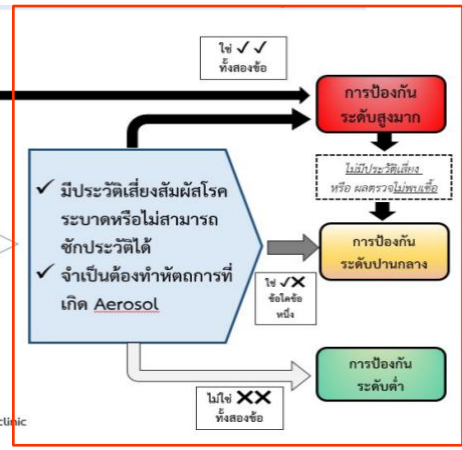 ใช่ ✓ ✓
ทั้งสองข้อ
การป้องกัน
ระดับสูงมาก
ไม่มีประวัติเสี่ยง
หรือ ผลตรวจไม่พบเชื้อ
✓ มีประวัติเสี่ยงสัมผัสโรค
ระบาดหรือไม่สามารถ
ซักประวัติได้
✓ จำเป็นต้องทำหัตถการที่
เกิด Aerosol
การป้องกัน
ระดับปานกลาง
ใช่ ✓✕
ข้อใดข้อ
หนึ่ง
การป้องกัน
ระดับต่ำ
ไม่ใช่ ✕✕
ทั้งสองข้อ
clinic